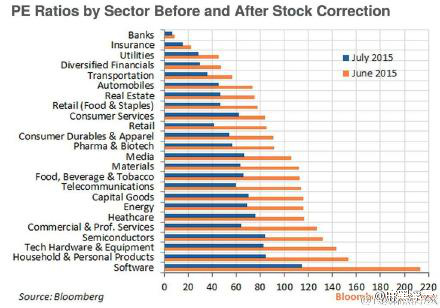 PE Ratios by Sector Before and After Stock Correction
Banks
Insurance
Utilities
Diversified Financials
Transportation
Automobiles
Real Estate
Retail (Food & Staples)
Consumer Services
Retail
Consumer Durables & Apparel
Pharma & Biotech
Media
Materials
Food, Beverage & Tobacco
Telecommunications
Capital Goods
Energy
Heathcare
Commercial & Prof. Services
Semiconductors
Tech Hardware & Equipment
Household & Personal Products
Software
July 2015
June 2015
0 20 40 60 80 100 120 140 160 180 200 220
Source: Bloomberg